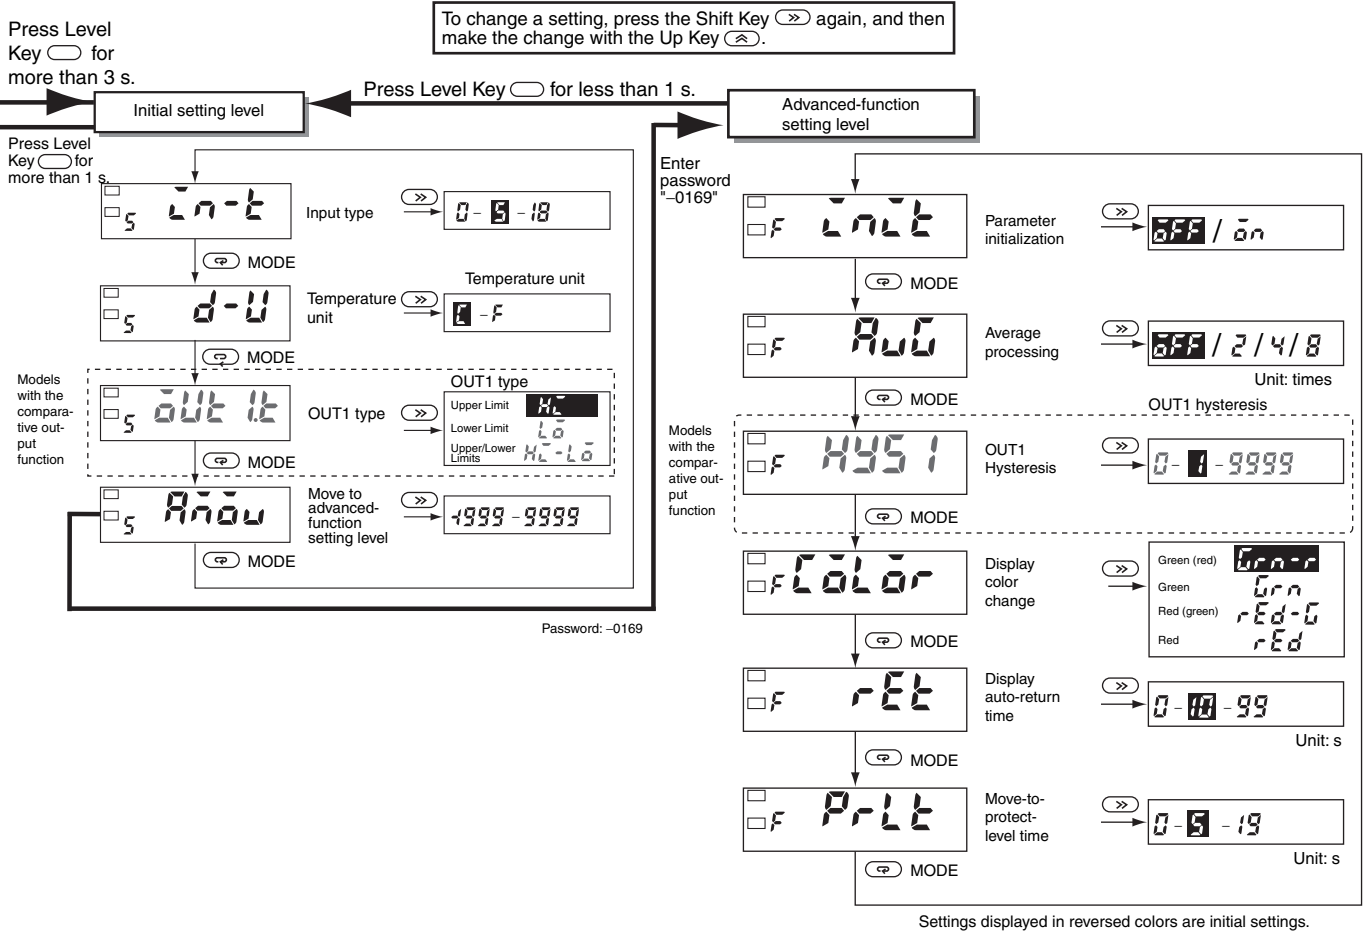 To change a setting, press the Shift Key again, and then
make the change with the Up Key .
Press Level
Key for
more than 3 s.
Initial setting level
Press Level Key for less than 1 s.
Advanced-function
setting level
Press Level
Key for
more than 1 s.
Enter
password
"–0169"
S in-t
Input type
0 - 5 - 18
MODE
S d-U
Temperature
unit
Temperature unit
C - F
MODE
Models
with the
compara-
tive out-
put
function
S oUt 1.t
OUT1 type
OUT1 type
Upper Limit Hi
Lower Limit Lo
Upper/Lower
Limits Hi-Lo
MODE
S Amov
Move to
advanced-
function
setting level
-1999 - 9999
MODE
Password: –0169
F init
Parameter
initialization
oFF / on
MODE
F AvG
Average
processing
oFF / 2 / 4 / 8
Unit: times
MODE
Models
with the
compar-
ative out-
put
function
F HYS 1
OUT1
Hysteresis
OUT1 hysteresis
0 - 1 - 9999
MODE
F CoLor
Display
color
change
Green (red) Grn-r
Green Grn
Red (green) rEd-G
Red rEd
MODE
F rEt
Display
auto-return
time
0 - 10 - 99
Unit: s
MODE
F PrLt
Move-to-
protect-
level time
0 - 5 - 19
Unit: s
MODE
Settings displayed in reversed colors are initial settings.